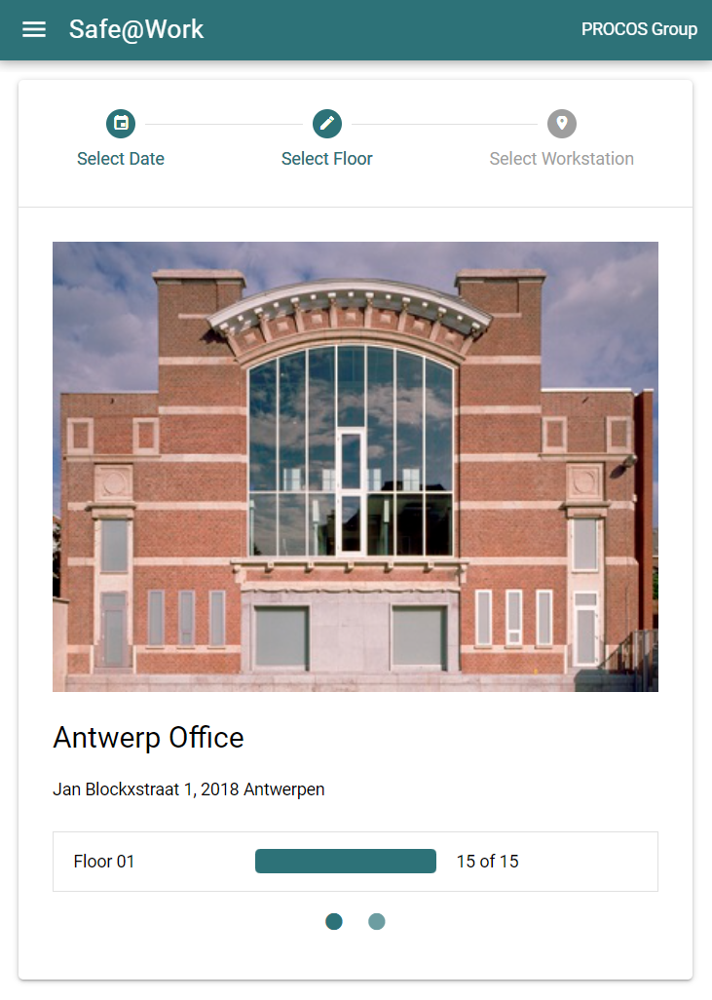 Safe@Work
PROCOS Group
Select Date
Select Floor
Select Workstation
Antwerp Office
Jan Blockxstraat 1, 2018 Antwerpen
Floor 01
15 of 15